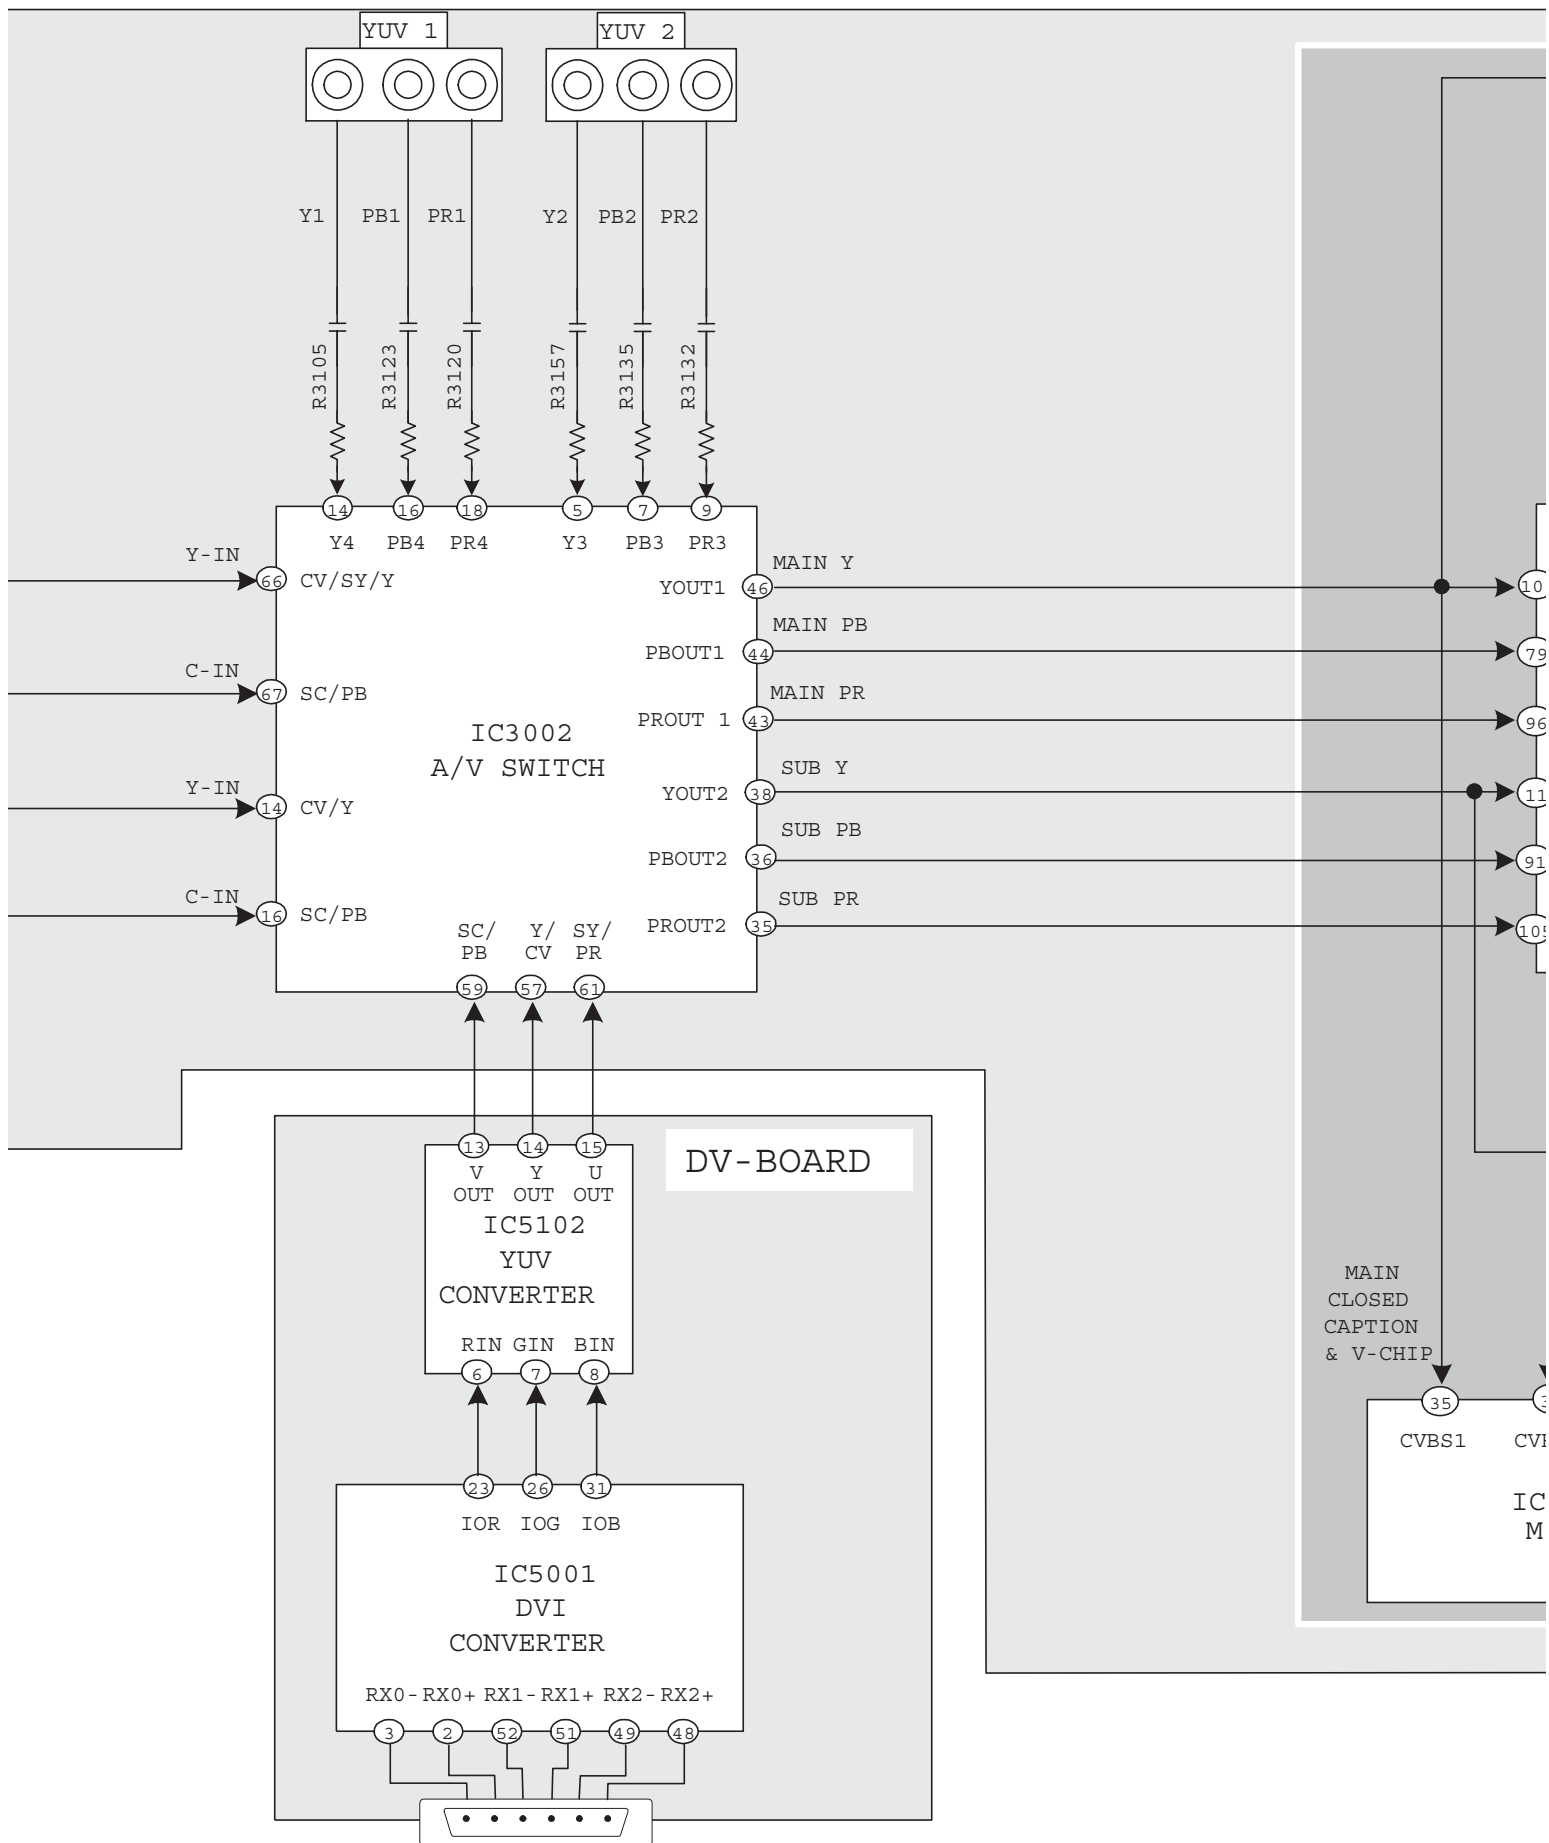 YUV 1
YUV 2
Y1 PB1 PR1 Y2 PB2 PR2
R3105 R3123 R3120 R3157 R3135 R3132
14 16 18 5 7 9
Y4 PB4 PR4 Y3 PB3 PR3
Y-IN
66 CV/SY/Y
C-IN
67 SC/PB
Y-IN
14 CV/Y
C-IN
16 SC/PB
IC3002
A/V SWITCH
MAIN Y
YOUT1 46
10
MAIN PB
PBOUT1 44
79
MAIN PR
PROUT 1 43
96
SUB Y
YOUT2 38
11
SUB PB
PBOUT2 36
91
SUB PR
PROUT2 35
105
SC/ Y/ SY/
PB CV PR
59 57 61
13 14 15
V Y U
OUT OUT OUT
IC5102
YUV
CONVERTER
RIN GIN BIN
6 7 8
DV-BOARD
23 26 31
IOR IOG IOB
IC5001
DVI
CONVERTER
RX0- RX0+ RX1- RX1+ RX2- RX2+
3 2 52 51 49 48
MAIN
CLOSED
CAPTION
& V-CHIP
35 3
CVBS1 CV
IC
M